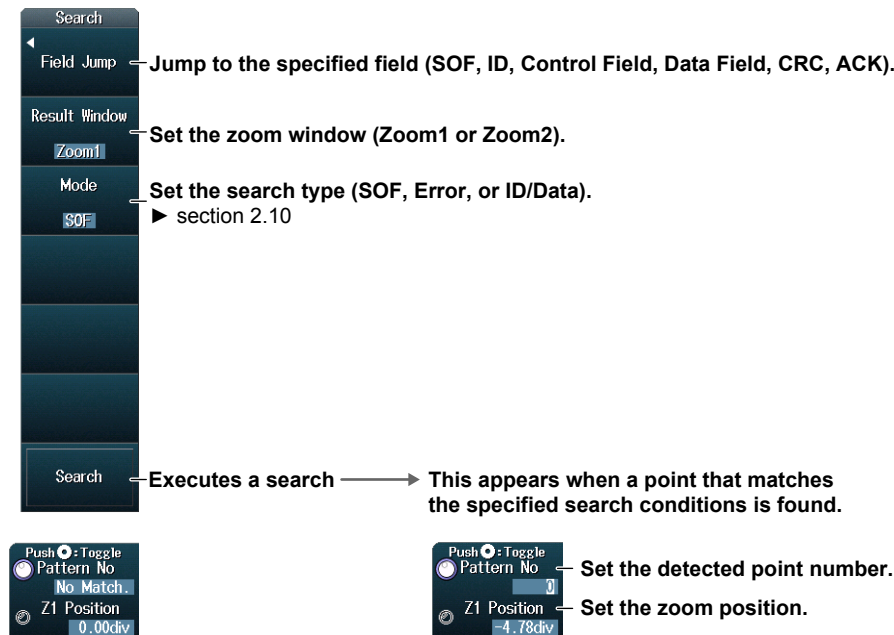 Search
Field Jump
Jump to the specified field (SOF, ID, Control Field, Data Field, CRC, ACK).
Result Window
Zoom1
Set the zoom window (Zoom1 or Zoom2).
Mode
SOF
Set the search type (SOF, Error, or ID/Data).
► section 2.10
Search
Executes a search
This appears when a point that matches
the specified search conditions is found.
Push :Toggle
Pattern No
No Match.
Z1 Position
0.00div
Push :Toggle
Pattern No
0
Set the detected point number.
Z1 Position
-4.78div
Set the zoom position.